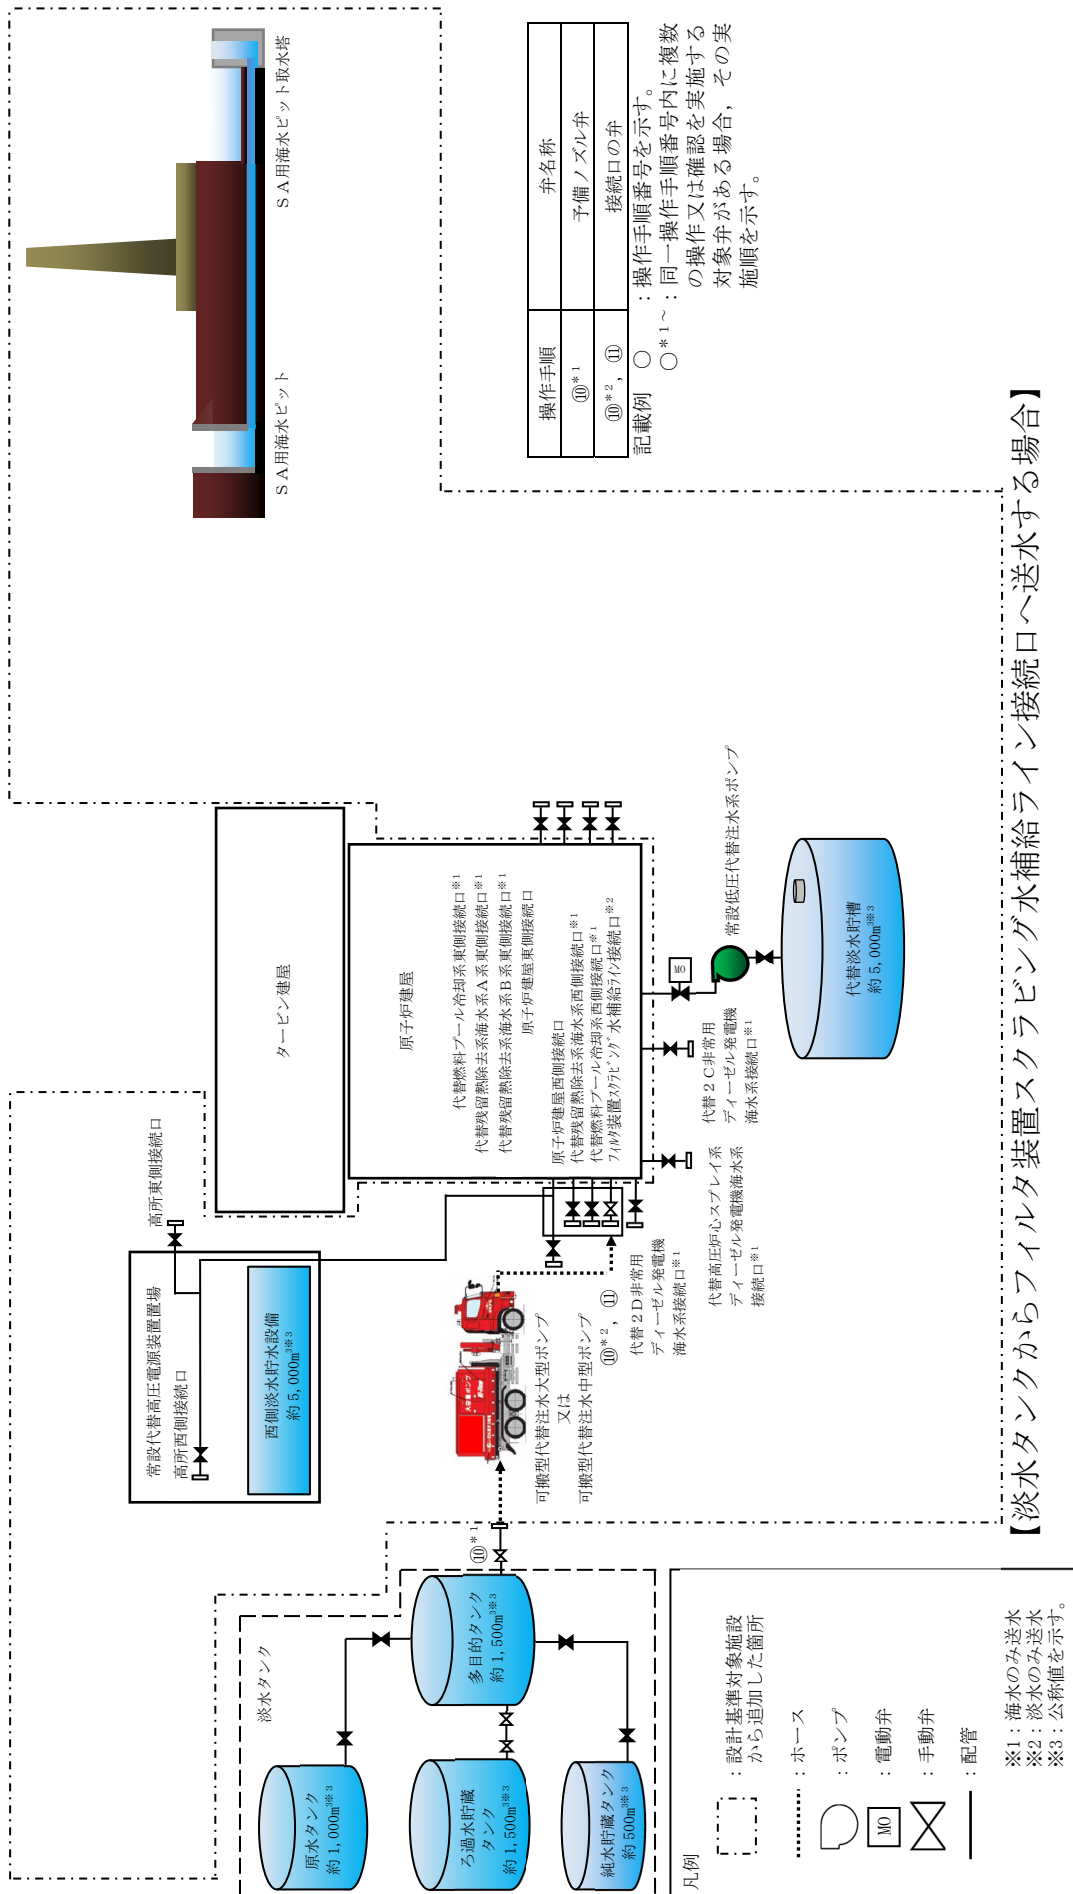 淡水タンク
原水タンク
約1,000m³※3
ろ過水貯蔵
タンク
約1,500m³※3
純水貯蔵タンク
約500m³※3
多目的タンク
約1,500m³※3
⑩*1
常設代替高圧電源装置置場
高所西側接続口
高所東側接続口
西側淡水貯水設備
約5,000m³※3
大容量ポンプ
可搬型代替注水大型ポンプ
又は
可搬型代替注水中型ポンプ
⑩*2，⑪
タービン建屋
原子炉建屋
代替燃料プール冷却系東側接続口※1
代替残留熱除去系海水系A系東側接続口※1
代替残留熱除去系海水系B系東側接続口※1
原子炉建屋東側接続口
原子炉建屋西側接続口
代替残留熱除去系海水系西側接続口※1
代替燃料プール冷却系西側接続口※1
フィルタ装置スクラビング水補給ライン接続口※2
代替2D非常用
ディーゼル発電機
海水系接続口※1
代替高圧炉心スプレイ系
ディーゼル発電機海水系
接続口※1
代替2C非常用
ディーゼル発電機
海水系接続口※1
MO
常設低圧代替注水系ポンプ
代替淡水貯槽
約5,000m³※3
SA用海水ピット
SA用海水ピット取水塔
操作手順 弁名称
⑩*1 予備ノズル弁
⑩*2，⑪ 接続口の弁
記載例 ○ ：操作手順番号を示す。
○*1～：同一操作手順番号内に複数
の操作又は確認を実施する
対象弁がある場合，その実
施順を示す。
凡例
：設計基準対象施設
から追加した箇所
：ホース
：ポンプ
MO ：電動弁
：手動弁
：配管
※1：海水のみ送水
※2：淡水のみ送水
※3：公称値を示す。
【淡水タンクからフィルタ装置スクラビング水補給ライン接続口へ送水する場合】